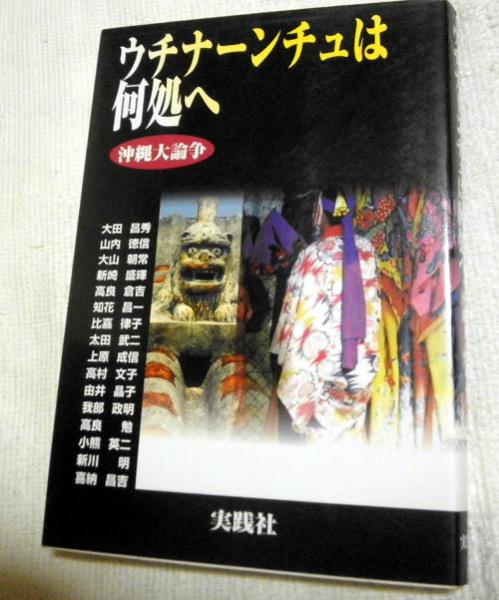 ウチナーンチュは
何処へ
沖縄大論争
大田 昌秀
山内 徳信
大山 朝常
新崎 盛暉
高良 倉吉
知花 昌一
比嘉 律子
太田 武二
上原 成信
高村 文子
由井 晶子
我部 政明
高良 勉
小熊 英二
新川 明
喜納 昌吉
実践社